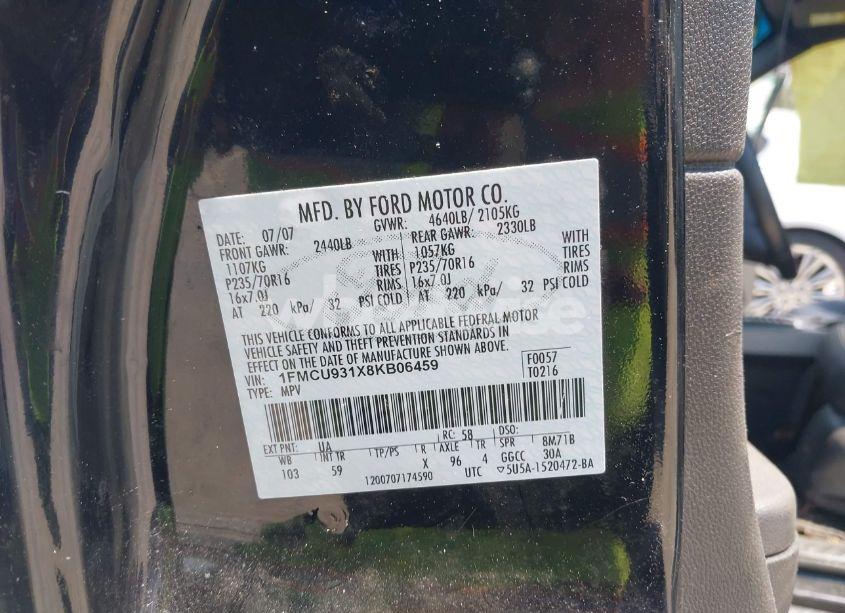 MFD. BY FORD MOTOR CO.
DATE: 07/07 GVWR: 4640LB/ 2105KG
FRONT GAWR: 2440LB REAR GAWR: 2330LB
1107KG WITH 1057KG WITH
P235/70R16 TIRES P235/70R16 TIRES
16x7.0J RIMS 16x7.0J RIMS
AT 220 kPa/ 32 PSI COLD AT 220 kPa/ 32 PSI COLD
THIS VEHICLE CONFORMS TO ALL APPLICABLE FEDERAL MOTOR
VEHICLE SAFETY AND THEFT PREVENTION STANDARDS IN
EFFECT ON THE DATE OF MANUFACTURE SHOWN ABOVE.
VIN: 1FMCU931X8KB06459 F0057
TYPE: MPV T0216
EXT PNT: UA RC: 58 DSO:
WB INT TR TP/PS R AXLE TR SPR 8M71B
103 59 X 96 4 GGCC 30A
1200707174590 UTC 5U5A-1520472-BA